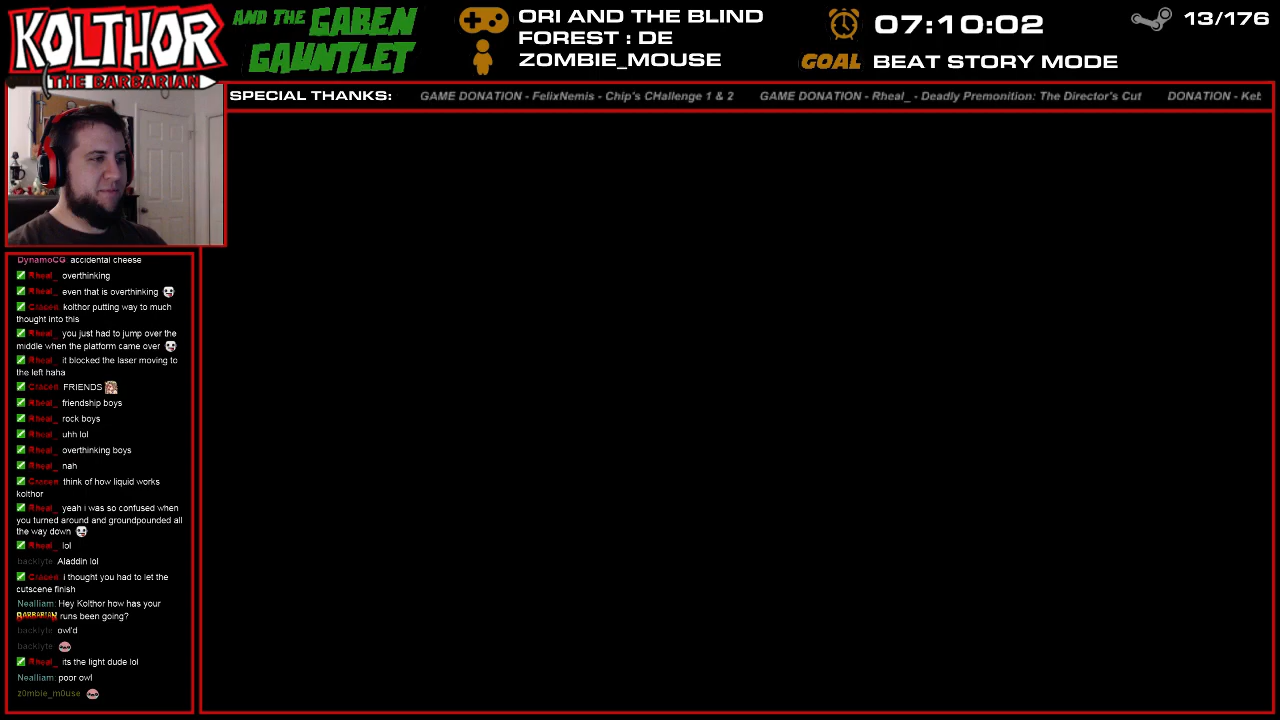 KOLTHOR
THE BARBARIAN
AND THE GABEN
GAUNTLET
ORI AND THE BLIND
FOREST : DE
Z0MBIE_M0USE
07:10:02
GOAL BEAT STORY MODE
13/176
SPECIAL THANKS: GAME DONATION - FelixNemis - Chip's CHallenge 1 & 2 GAME DONATION - Rheal_ - Deadly Premonition: The Director's Cut DONATION - Keb
DynamoCG accidental cheese
Rheal_ overthinking
Rheal_ even that is overthinking
Cracen kolthor putting way to much
thought into this
Rheal_ you just had to jump over the
middle when the platform came over
Rheal_ it blocked the laser moving to
the left haha
Cracen FRIENDS
Rheal_ friendship boys
Rheal_ rock boys
Rheal_ uhh lol
Rheal_ overthinking boys
Rheal_ nah
Cracen think of how liquid works
kolthor
Rheal_ yeah i was so confused when
you turned around and groundpounded all
the way down
Rheal_ lol
backlyte Aladdin lol
Cracen i thought you had to let the
cutscene finish
Nealliam: Hey Kolthor how has your
BARBARIAN runs been going?
backlyte owl'd
backlyte
Rheal_ its the light dude lol
Nealliam: poor owl
z0mbie_m0use